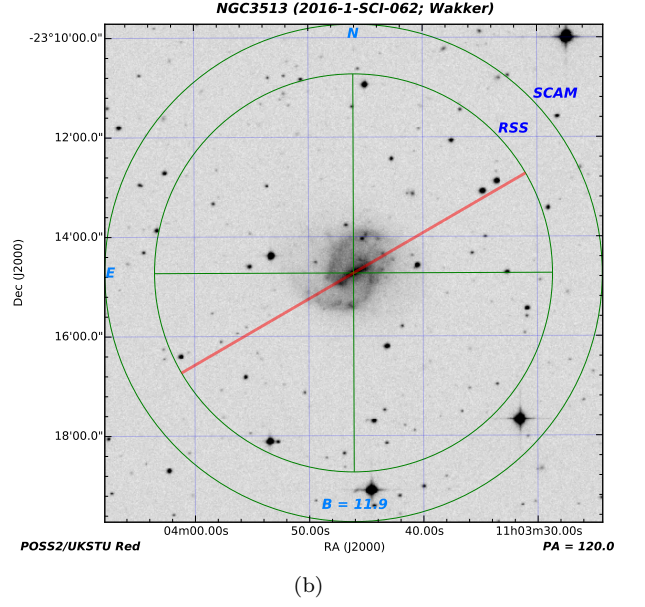 NGC3513 (2016-1-SCI-062; Wakker)
-23°10'00.0"
N
SCAM
RSS
12'00.0"
14'00.0"
E
16'00.0"
18'00.0"
Dec (J2000)
B = 11.9
04m00.00s 50.00s 40.00s 11h03m30.00s
POSS2/UKSTU Red RA (J2000) PA = 120.0
(b)